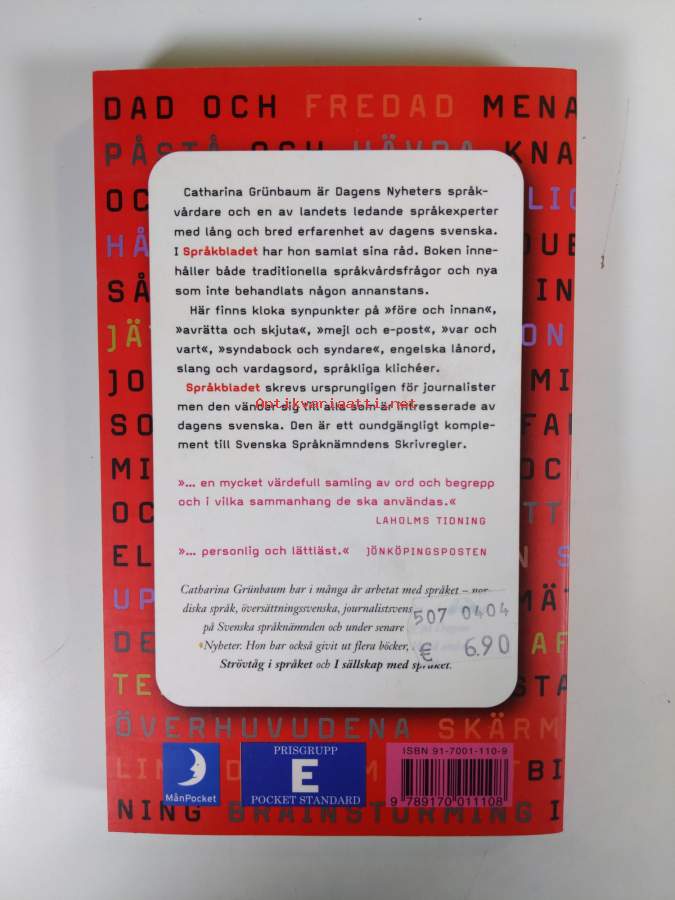 DAD OCH FREDAD MENA
PÅSTÅ OCH HÄVDA KNA
Catharina Grünbaum är Dagens Nyheters språk-
vårdare och en av landets ledande språkexperter
med lång och bred erfarenhet av dagens svenska.
I Språkbladet har hon samlat sina råd. Boken inne-
håller både traditionella språkvårdsfrågor och nya
som inte behandlats någon annanstans.
Här finns kloka synpunkter på »före och innan«,
»avrätta och skjuta«, »mejl och e-post«, »var och
vart«, »syndabock och syndare«, engelska lånord,
slang och vardagsord, språkliga klichéer.
Språkbladet skrevs ursprungligen för journalister
Antikvariaatti.net
men den vänder sig till alla som är intresserade av
dagens svenska. Den är ett oundgängligt komple-
ment till Svenska Språknämndens Skrivregler.
»... en mycket värdefull samling av ord och begrepp
och i vilka sammanhang de ska användas.«
LAHOLMS TIDNING
»... personlig och lättläst.« JÖNKÖPINGSPOSTEN
Catharina Grünbaum har i många år arbetat med språket – nor-
diska språk, översättningssvenska, journalistsvens
på Svenska språknämnden och under senare
Nyheter. Hon har också givit ut flera böcker,
Strövtåg i språket och I sällskap med språket.
507 0404
€ 6.90
ÖVERHUVUDENA SKÄRM
NING BRAINSTORMING I
MånPocket
PRISGRUPP
E
POCKET STANDARD
ISBN 91-7001-110-9
9 789170 011108